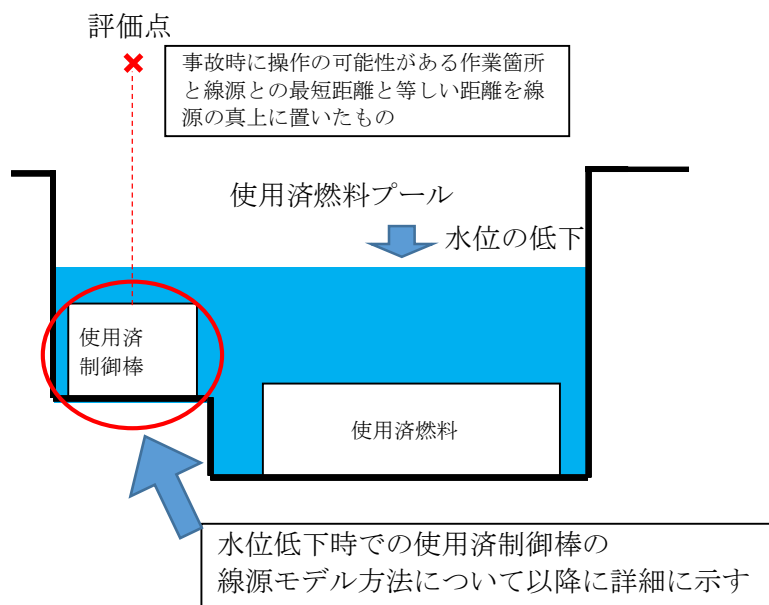 評価点
事故時に操作の可能性がある作業箇所
と線源との最短距離と等しい距離を線
源の真上に置いたもの
使用済燃料プール
水位の低下
使用済
制御棒
使用済燃料
水位低下時での使用済制御棒の
線源モデル方法について以降に詳細に示す